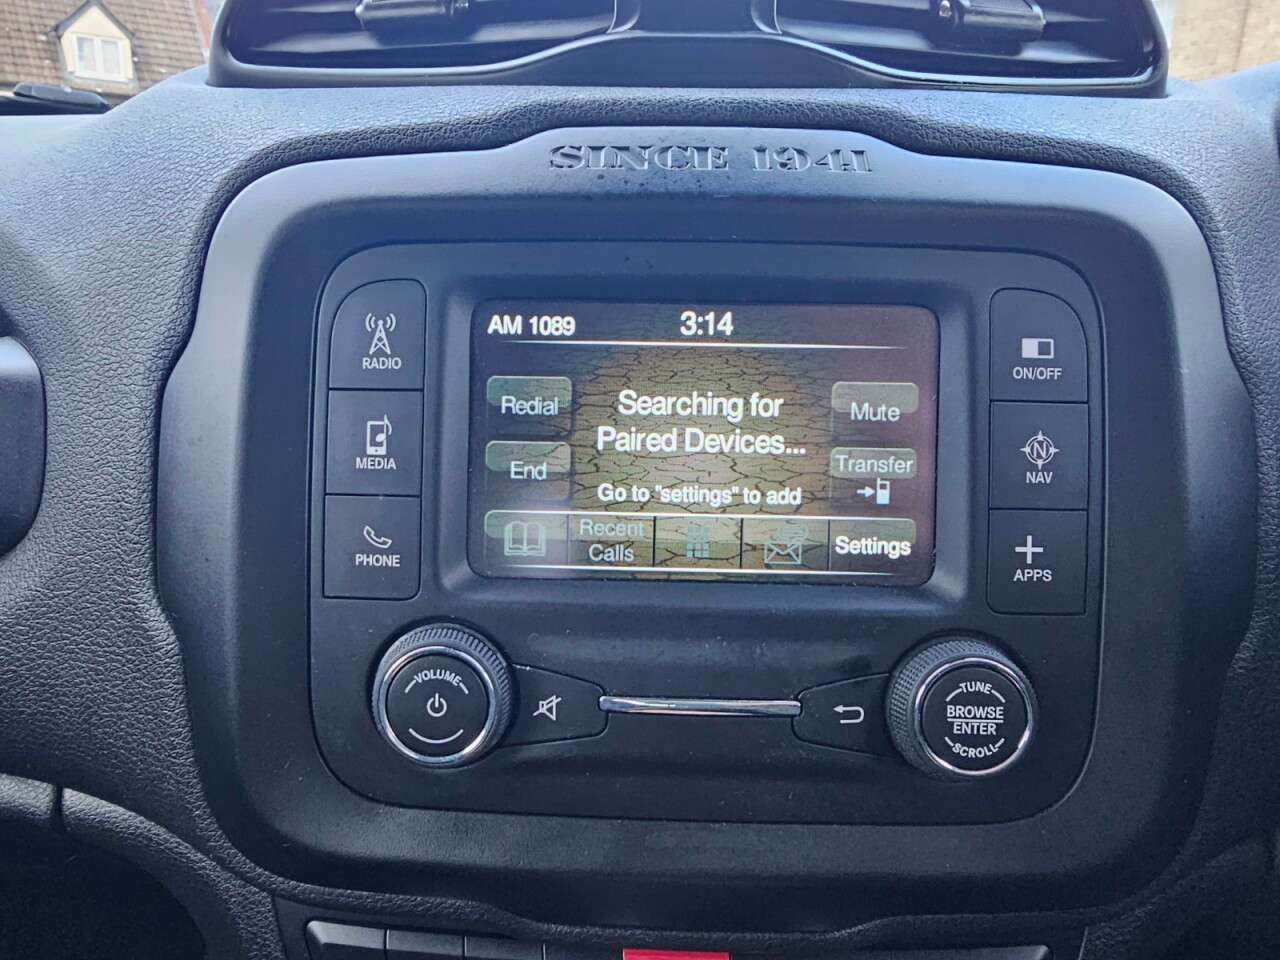 SINCE 1941
RADIO
MEDIA
PHONE
AM 1089 3:14
Redial
End
Searching for
Paired Devices...
Go to "settings" to add
Mute
Transfer
Recent
Calls
Settings
ON/OFF
N
NAV
APPS
VOLUME
TUNE
BROWSE
ENTER
SCROLL